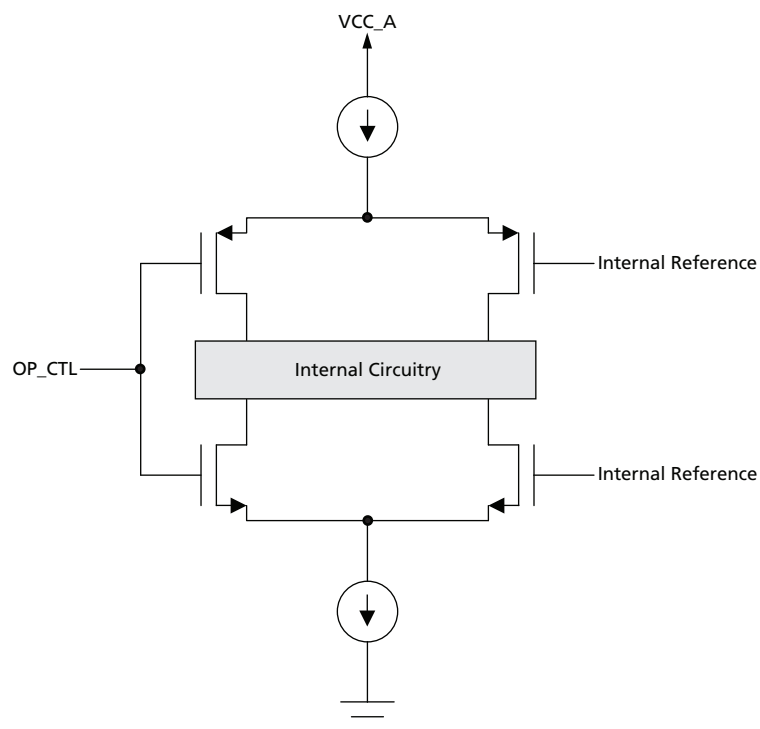 VCC_A
Internal Reference
OP_CTL
Internal Circuitry
Internal Reference